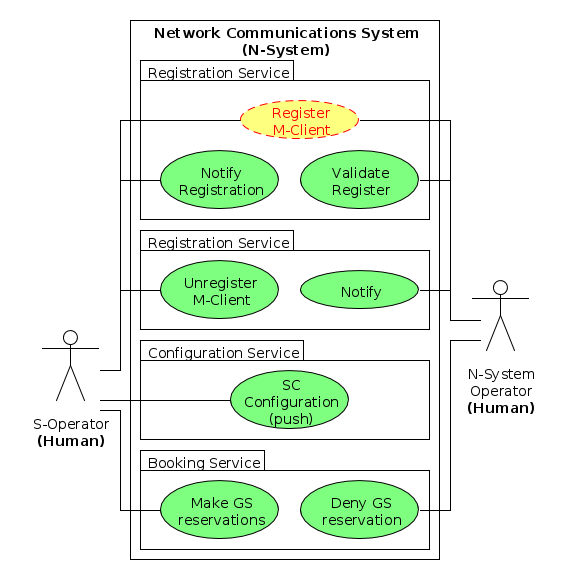 Network Communications System
(N-System)
Registration Service
Register
M-Client
Notify
Registration
Validate
Register
Registration Service
Unregister
M-Client
Notify
Configuration Service
SC
Configuration
(push)
S-Operator
(Human)
N-System
Operator
(Human)
Booking Service
Make GS
reservations
Deny GS
reservation